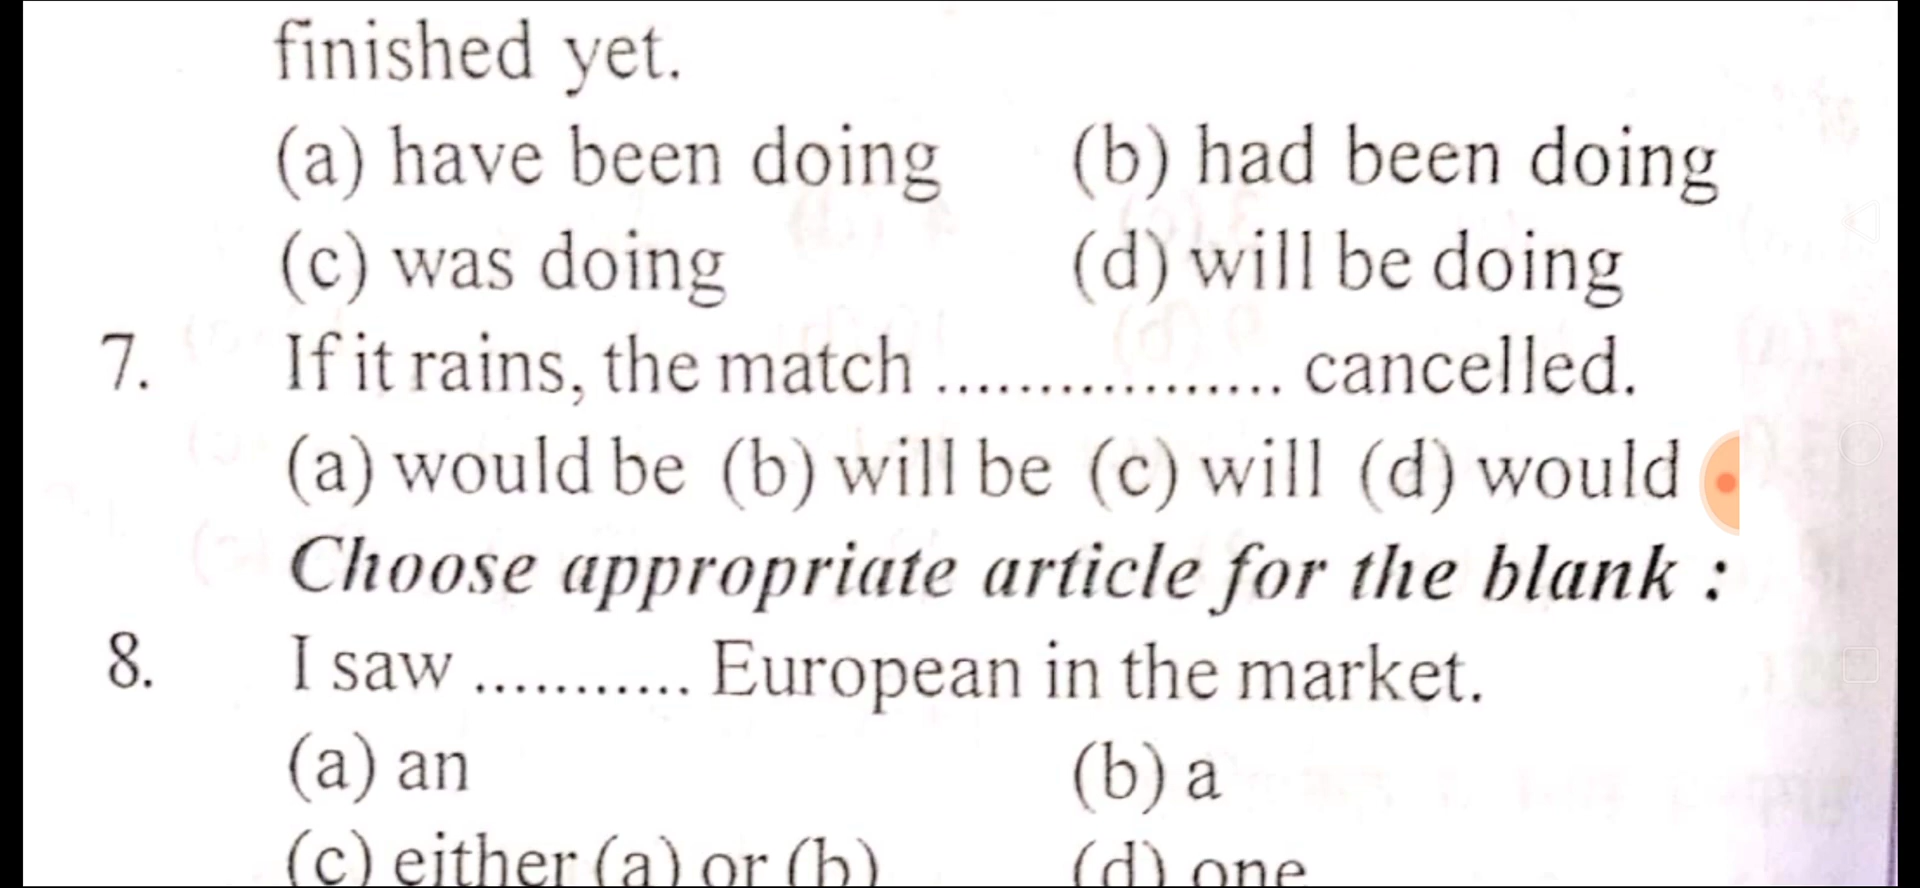 finished yet.
(a) have been doing (b) had been doing
(c) was doing (d) will be doing
7. If it rains, the match ................. cancelled.
(a) would be (b) will be (c) will (d) would
Choose appropriate article for the blank :
8. I saw ........... European in the market.
(a) an (b) a
(c) either (a) or (b) (d) one